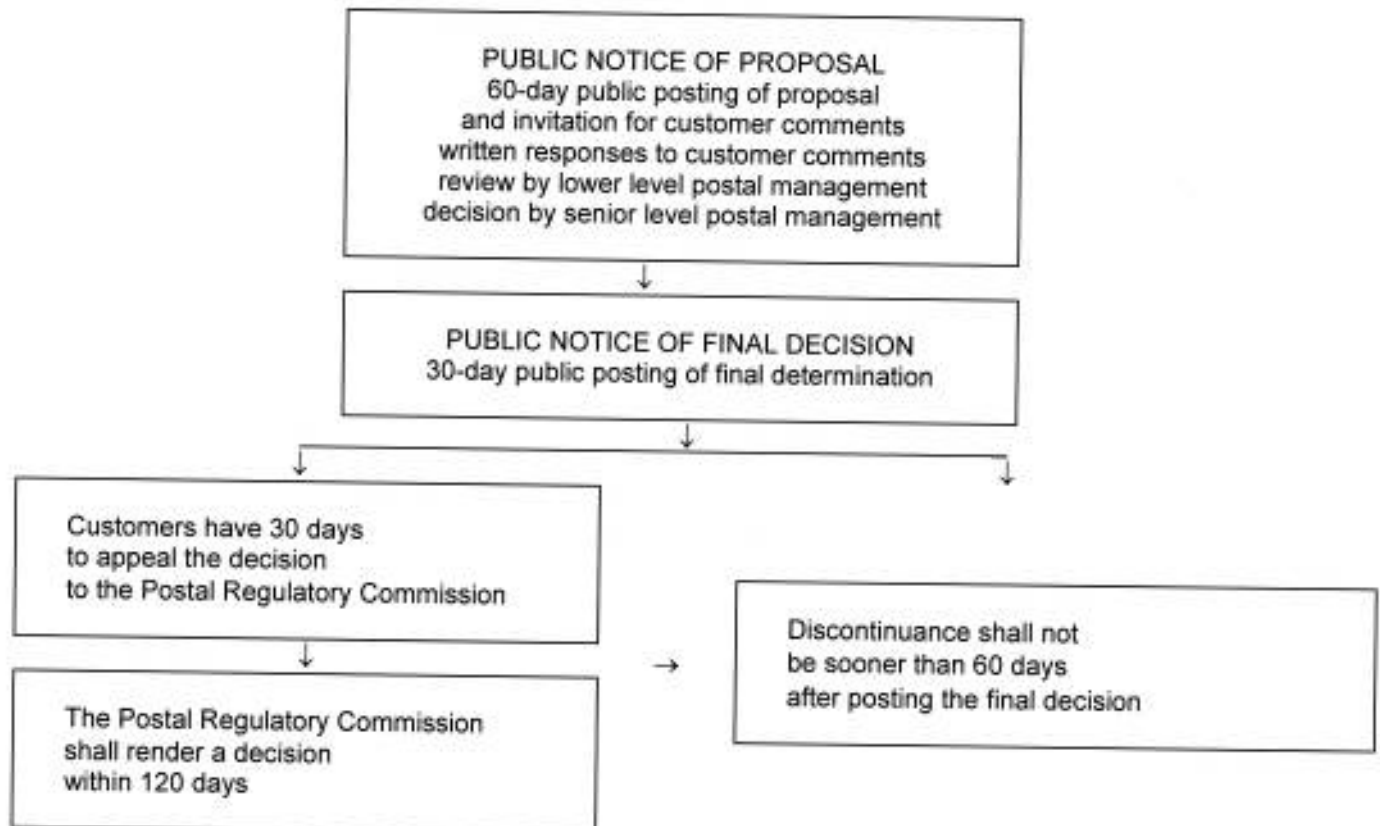 PUBLIC NOTICE OF PROPOSAL
60-day public posting of proposal
and invitation for customer comments
written responses to customer comments
review by lower level postal management
decision by senior level postal management
PUBLIC NOTICE OF FINAL DECISION
30-day public posting of final determination
Customers have 30 days
to appeal the decision
to the Postal Regulatory Commission
The Postal Regulatory Commission
shall render a decision
within 120 days
Discontinuance shall not
be sooner than 60 days
after posting the final decision